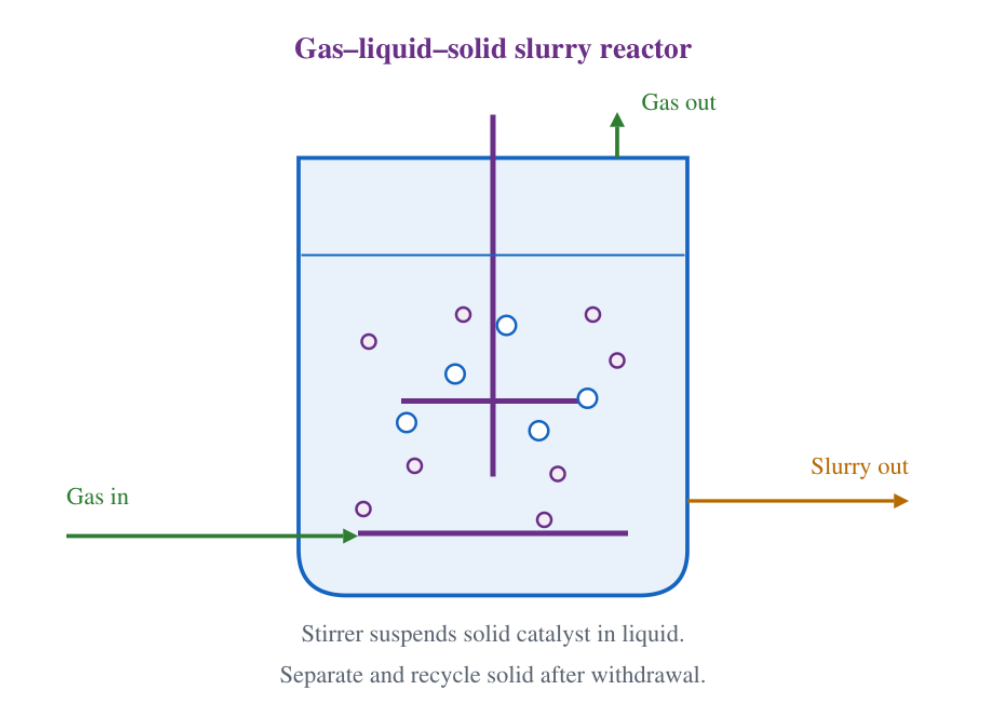 Gas–liquid–solid slurry reactor
Gas out
Slurry out
Gas in
Stirrer suspends solid catalyst in liquid.
Separate and recycle solid after withdrawal.